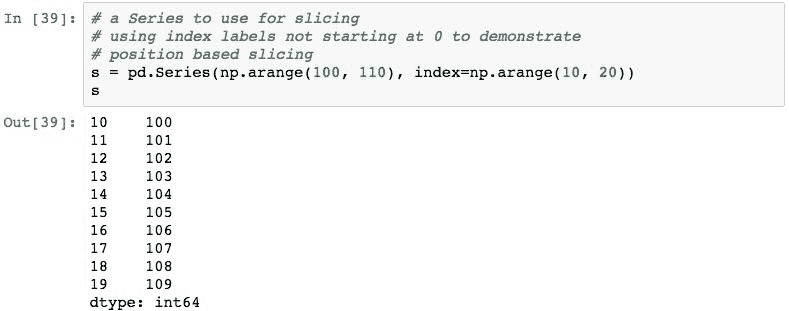 In [39]: # a Series to use for slicing
# using index labels not starting at 0 to demonstrate
# position based slicing
s = pd.Series(np.arange(100, 110), index=np.arange(10, 20))
s
Out[39]: 10    100
11    101
12    102
13    103
14    104
15    105
16    106
17    107
18    108
19    109
dtype: int64